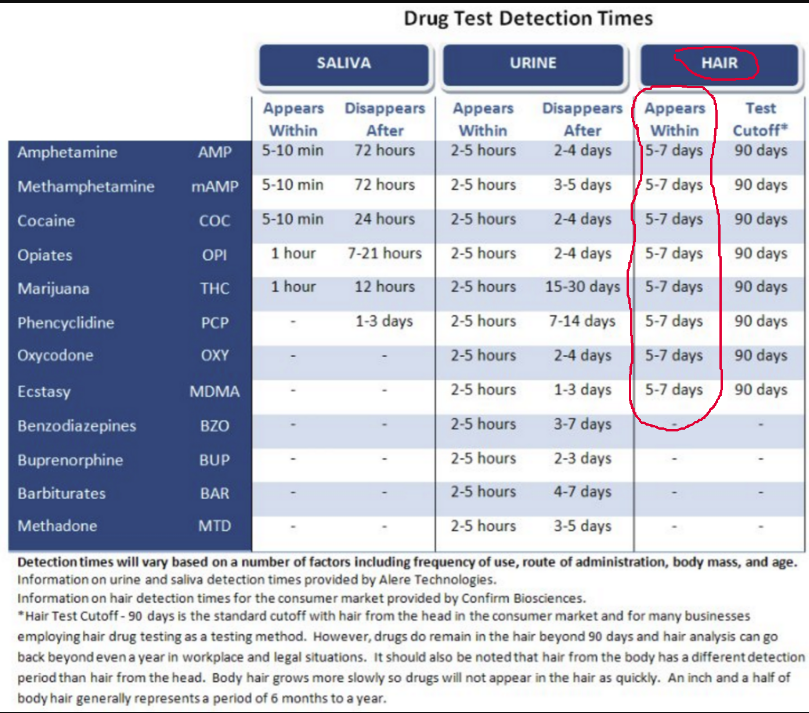 Drug Test Detection Times
SALIVA URINE HAIR
Appears Within Disappears After Appears Within Disappears After Appears Within Test Cutoff*
Amphetamine AMP 5-10 min 72 hours 2-5 hours 2-4 days 5-7 days 90 days
Methamphetamine mAMP 5-10 min 72 hours 2-5 hours 3-5 days 5-7 days 90 days
Cocaine COC 5-10 min 24 hours 2-5 hours 2-4 days 5-7 days 90 days
Opiates OPI 1 hour 7-21 hours 2-5 hours 2-4 days 5-7 days 90 days
Marijuana THC 1 hour 12 hours 2-5 hours 15-30 days 5-7 days 90 days
Phencyclidine PCP - 1-3 days 2-5 hours 7-14 days 5-7 days 90 days
Oxycodone OXY - - 2-5 hours 2-4 days 5-7 days 90 days
Ecstasy MDMA - - 2-5 hours 1-3 days 5-7 days 90 days
Benzodiazepines BZO - - 2-5 hours 3-7 days - -
Buprenorphine BUP - - 2-5 hours 2-3 days - -
Barbiturates BAR - - 2-5 hours 4-7 days - -
Methadone MTD - - 2-5 hours 3-5 days - -
Detection times will vary based on a number of factors including frequency of use, route of administration, body mass, and age.
Information on urine and saliva detection times provided by Alere Technologies.
Information on hair detection times for the consumer market provided by Confirm Biosciences.
*Hair Test Cutoff - 90 days is the standard cutoff with hair from the head in the consumer market and for many businesses
employing hair drug testing as a testing method. However, drugs do remain in the hair beyond 90 days and hair analysis can go
back beyond even a year in workplace and legal situations. It should also be noted that hair from the body has a different detection
period than hair from the head. Body hair grows more slowly so drugs will not appear in the hair as quickly. An inch and a half of
body hair generally represents a period of 6 months to a year.